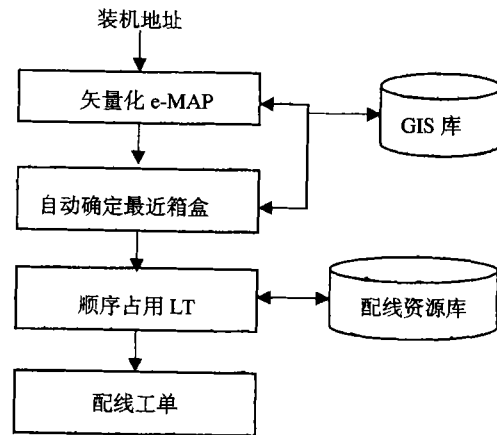 装机地址
矢量化 e-MAP
GIS 库
自动确定最近箱盒
顺序占用 LT
配线资源库
配线工单